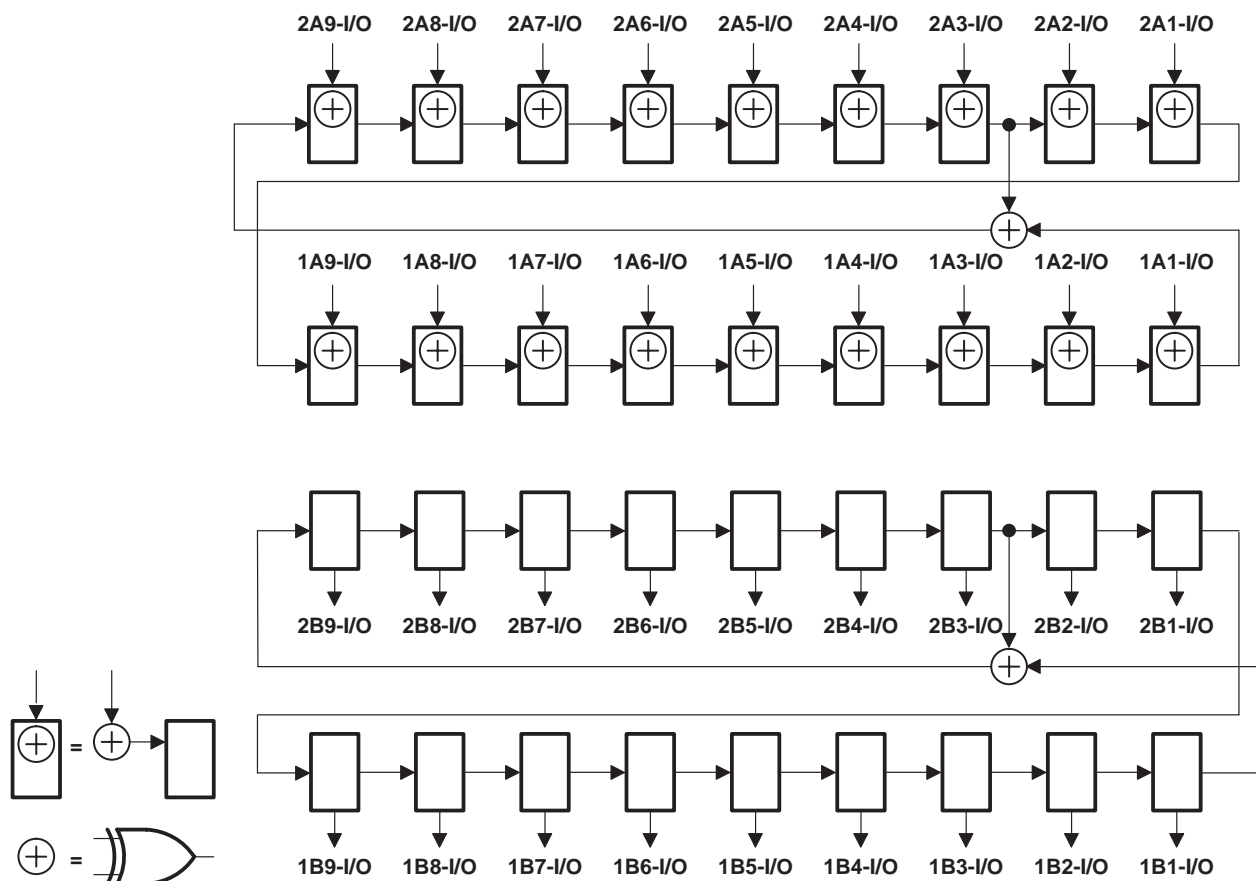 2A9-I/O 2A8-I/O 2A7-I/O 2A6-I/O 2A5-I/O 2A4-I/O 2A3-I/O 2A2-I/O 2A1-I/O
1A9-I/O 1A8-I/O 1A7-I/O 1A6-I/O 1A5-I/O 1A4-I/O 1A3-I/O 1A2-I/O 1A1-I/O
2B9-I/O 2B8-I/O 2B7-I/O 2B6-I/O 2B5-I/O 2B4-I/O 2B3-I/O 2B2-I/O 2B1-I/O
=
=
1B9-I/O 1B8-I/O 1B7-I/O 1B6-I/O 1B5-I/O 1B4-I/O 1B3-I/O 1B2-I/O 1B1-I/O